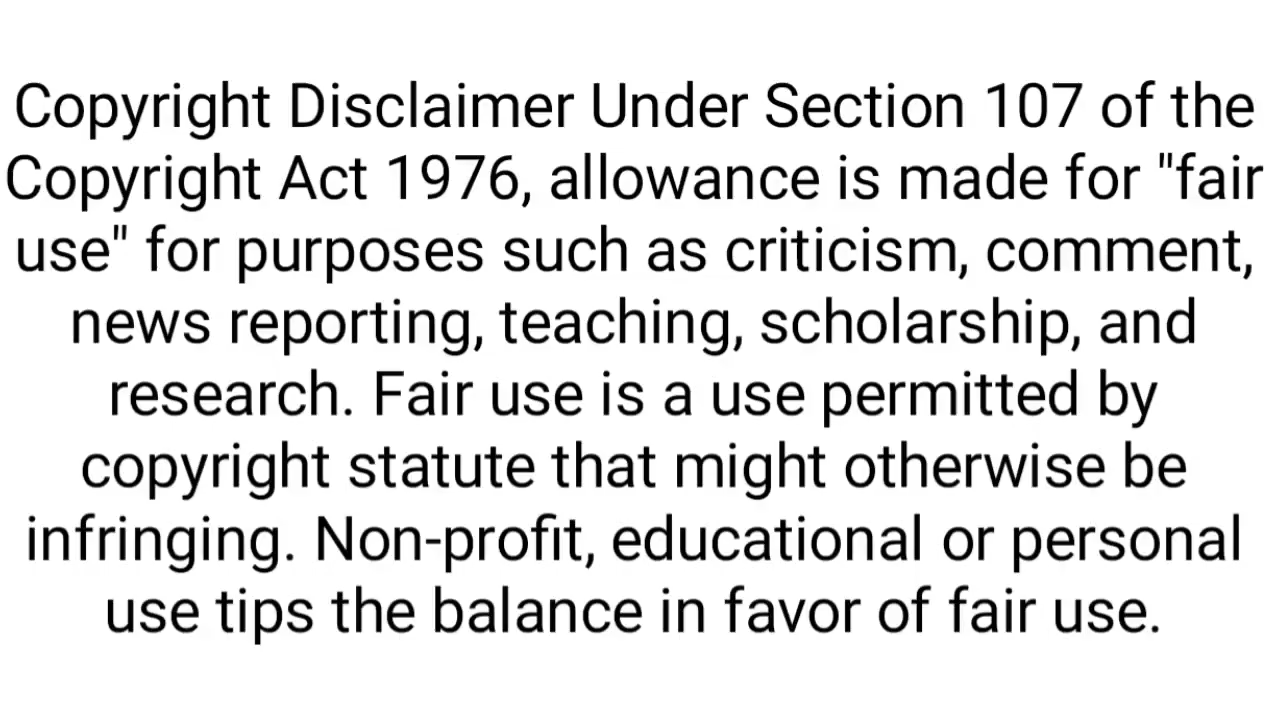 Copyright Disclaimer Under Section 107 of the
Copyright Act 1976, allowance is made for "fair
use" for purposes such as criticism, comment,
news reporting, teaching, scholarship, and
research. Fair use is a use permitted by
copyright statute that might otherwise be
infringing. Non-profit, educational or personal
use tips the balance in favor of fair use.